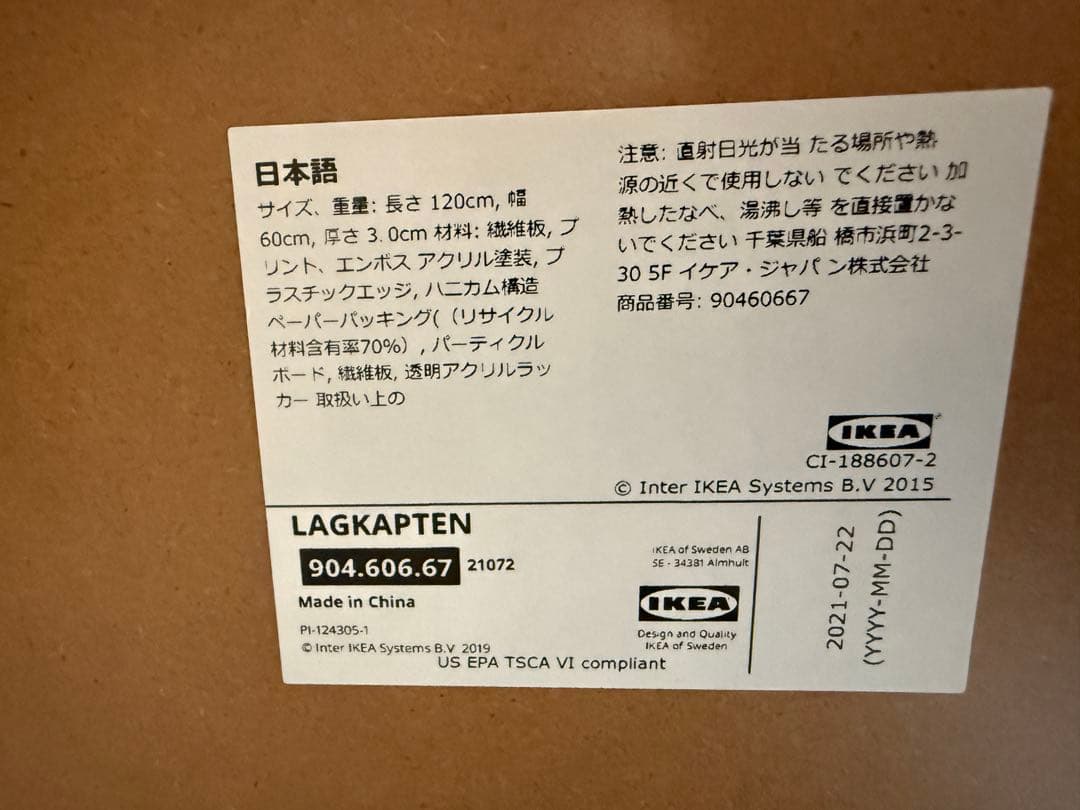 日本語
サイズ、重量: 長さ 120cm, 幅
60cm, 厚さ 3.0cm 材料: 繊維板, プ
リント、エンボス アクリル塗装, プ
ラスチックエッジ, ハニカム構造
ペーパーパッキング(（リサイクル
材料含有率70%）, パーティクル
ボード, 繊維板, 透明アクリルラッ
カー 取扱い上の
注意: 直射日光が当 たる場所や熱
源の近くで使用しない でください 加
熱したなべ、湯沸し等 を直接置かな
いでください 千葉県船 橋市浜町2-3-
30 5F イケア・ジャパ ン株式会社
商品番号: 90460667
IKEA
CI-188607-2
© Inter IKEA Systems B.V 2015
LAGKAPTEN
904.606.67 21072
Made in China
PI-124305-1
© Inter IKEA Systems B.V 2019
US EPA TSCA VI compliant
IKEA of Sweden AB
SE - 34381 Älmhult
IKEA
Design and Quality
IKEA of Sweden
2021-07-22
(YYYY-MM-DD)